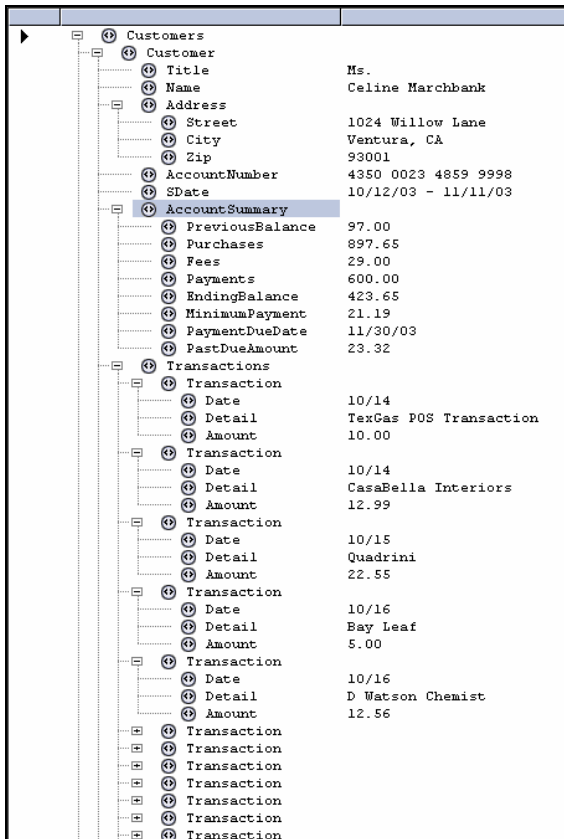 Customers
Customer
Title Ms.
Name Celine Marchbank
Address
Street 1024 Willow Lane
City Ventura, CA
Zip 93001
AccountNumber 4350 0023 4859 9998
SDate 10/12/03 - 11/11/03
AccountSummary
PreviousBalance 97.00
Purchases 897.65
Fees 29.00
Payments 600.00
EndingBalance 423.65
MinimumPayment 21.19
PaymentDueDate 11/30/03
PastDueAmount 23.32
Transactions
Transaction
Date 10/14
Detail TexGas POS Transaction
Amount 10.00
Transaction
Date 10/14
Detail CasaBella Interiors
Amount 12.99
Transaction
Date 10/15
Detail Quadrini
Amount 22.55
Transaction
Date 10/16
Detail Bay Leaf
Amount 5.00
Transaction
Date 10/16
Detail D Watson Chemist
Amount 12.56
Transaction
Transaction
Transaction
Transaction
Transaction
Transaction
Transaction